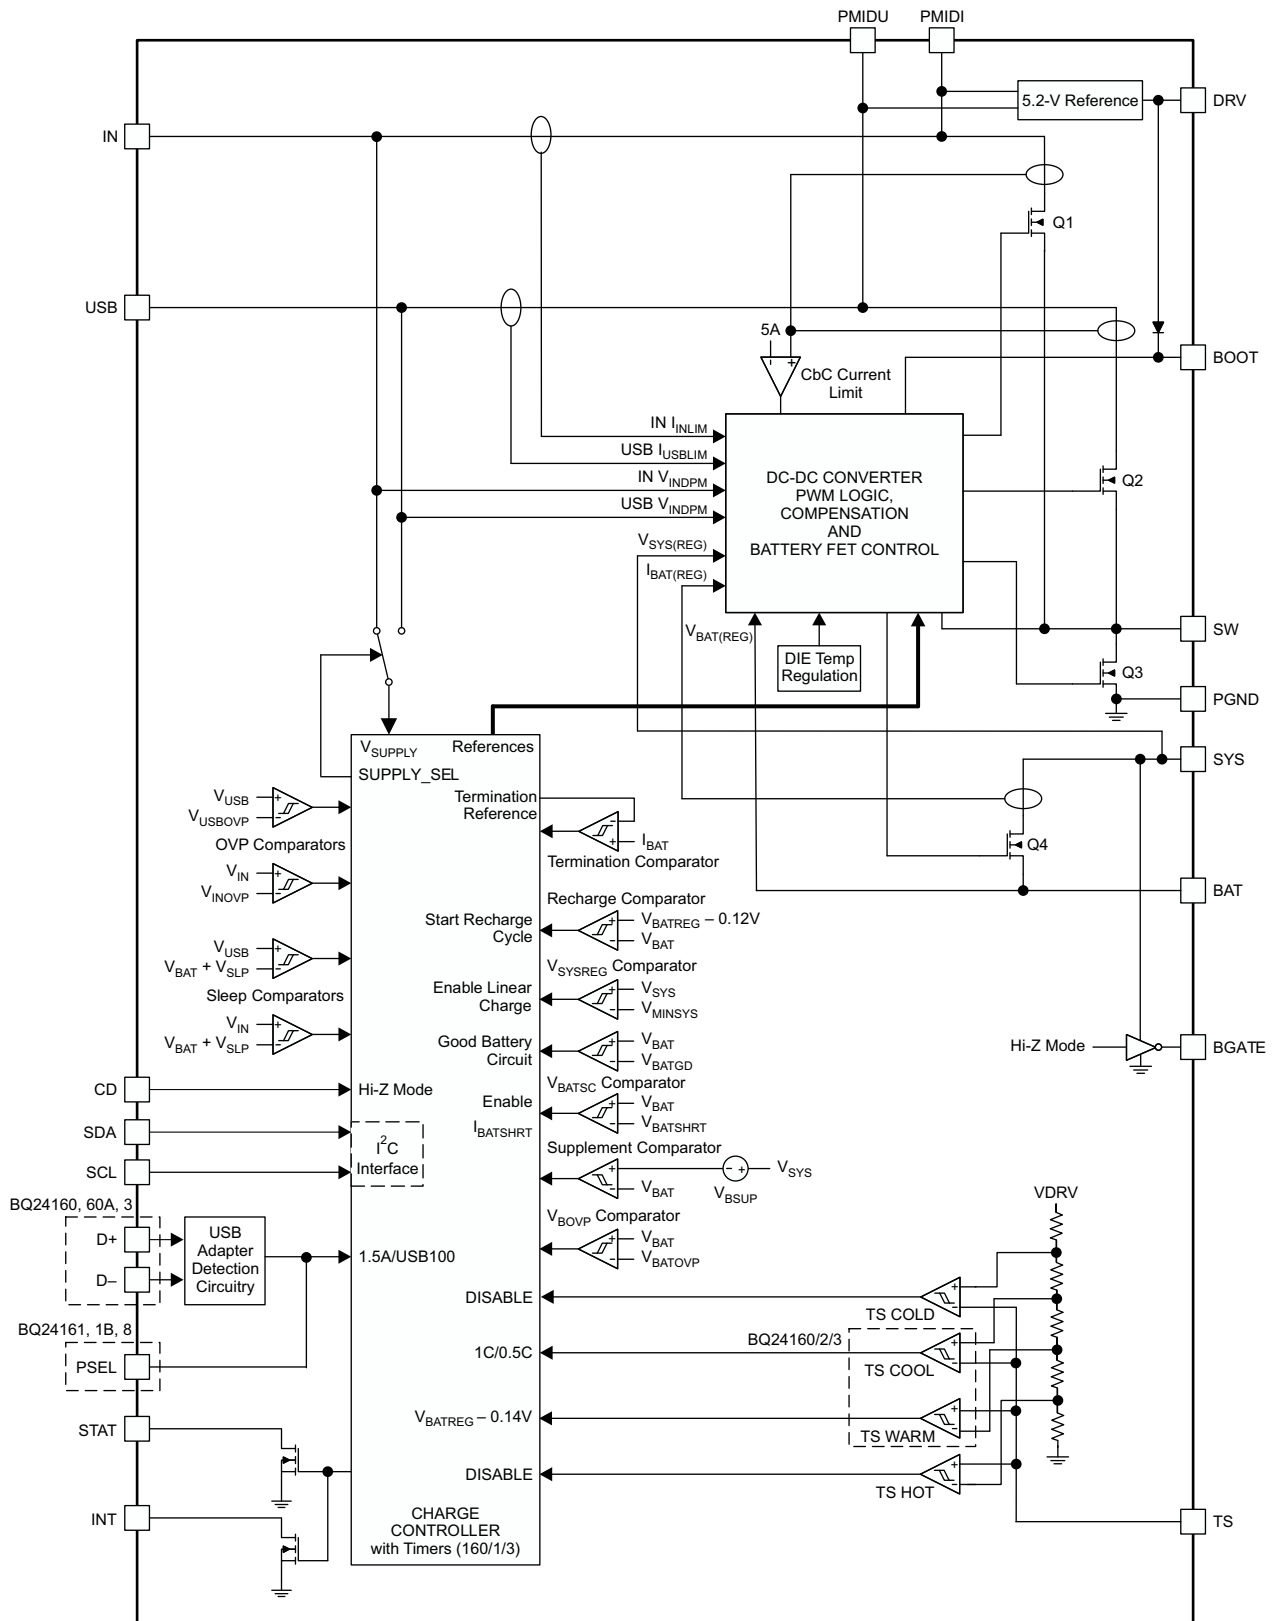 PMIDU
PMIDI
5.2-V Reference
DRV
IN
Q1
USB
5A
-
+
CbC Current
Limit
BOOT
IN I_INLIM
USB I_USBLIM
IN V_INDPM
USB V_INDPM
V_SYS(REG)
I_BAT(REG)
DC-DC CONVERTER
PWM LOGIC,
COMPENSATION
AND
BATTERY FET CONTROL
Q2
V_BAT(REG)
DIE Temp
Regulation
SW
Q3
PGND
V_SUPPLY
References
SUPPLY_SEL
SYS
V_USB
+
V_USBOVP
-
OVP Comparators
V_IN
+
V_INOVP
-
V_USB
+
V_BAT + V_SLP
-
Sleep Comparators
V_IN
+
V_BAT + V_SLP
-
Termination
Reference
-
+
I_BAT
Termination Comparator
Q4
BAT
Recharge Comparator
Start Recharge
Cycle
+
V_BATREG – 0.12V
-
V_BAT
V_SYSREG Comparator
Enable Linear
Charge
+
V_SYS
-
V_MINSYS
Good Battery
Circuit
+
V_BAT
-
V_BATGD
Hi-Z Mode
BGATE
V_BATSC Comparator
Enable
I_BATSHRT
+
V_BAT
-
V_BATSHRT
Supplement Comparator
+
-
V_BAT
- +
V_SYS
V_BSUP
V_BOVP Comparator
+
V_BAT
-
V_BATOVP
CD
Hi-Z Mode
SDA
SCL
I²C
Interface
BQ24160, 60A, 3
D+
D–
USB
Adapter
Detection
Circuitry
1.5A/USB100
BQ24161, 1B, 8
PSEL
VDRV
DISABLE
+
-
TS COLD
BQ24160/2/3
1C/0.5C
+
-
TS COOL
V_BATREG – 0.14V
+
-
TS WARM
DISABLE
+
-
TS HOT
STAT
INT
CHARGE
CONTROLLER
with Timers (160/1/3)
TS